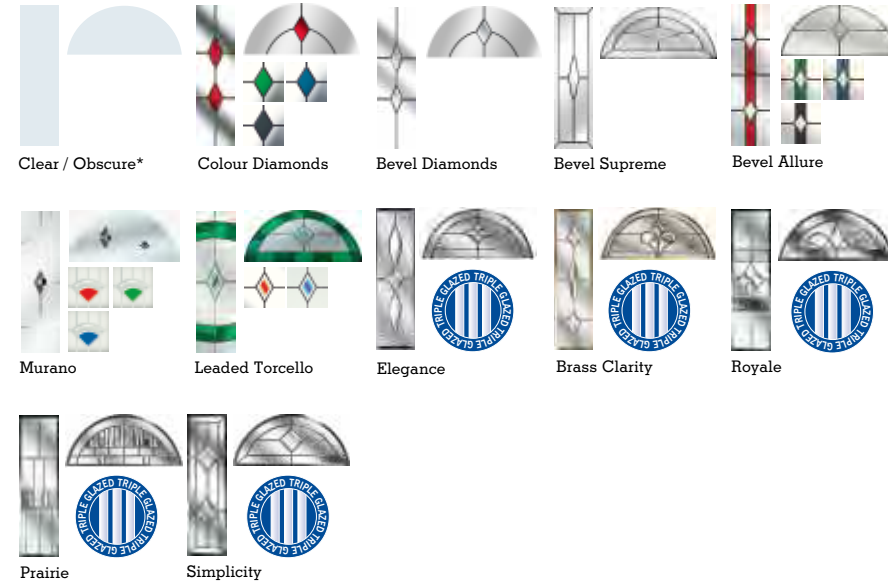 Clear / Obscure*
Colour Diamonds
Bevel Diamonds
Bevel Supreme
Bevel Allure
TRIPLE GLAZED TRIPLE GLAZED
TRIPLE GLAZED TRIPLE GLAZED
TRIPLE GLAZED TRIPLE GLAZED
Murano
Leaded Torcello
Elegance
Brass Clarity
Royale
TRIPLE GLAZED TRIPLE GLAZED
TRIPLE GLAZED TRIPLE GLAZED
Prairie
Simplicity